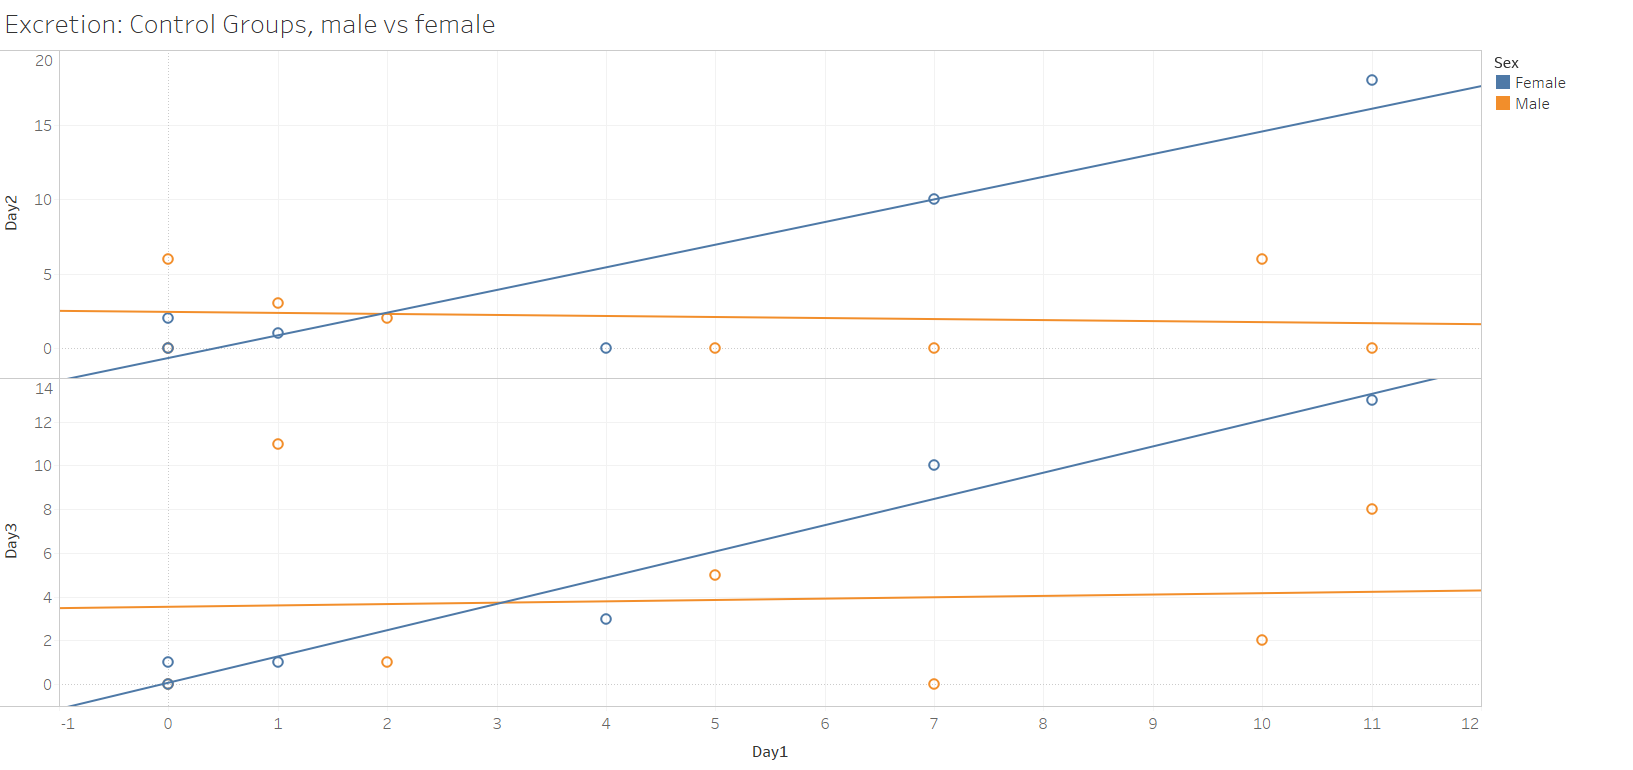 Excretion: Control Groups, male vs female
Sex
Female
Male
20
15
10
5
0
Day2
14
12
10
8
6
4
2
0
Day3
-1 0 1 2 3 4 5 6 7 8 9 10 11 12
Day1